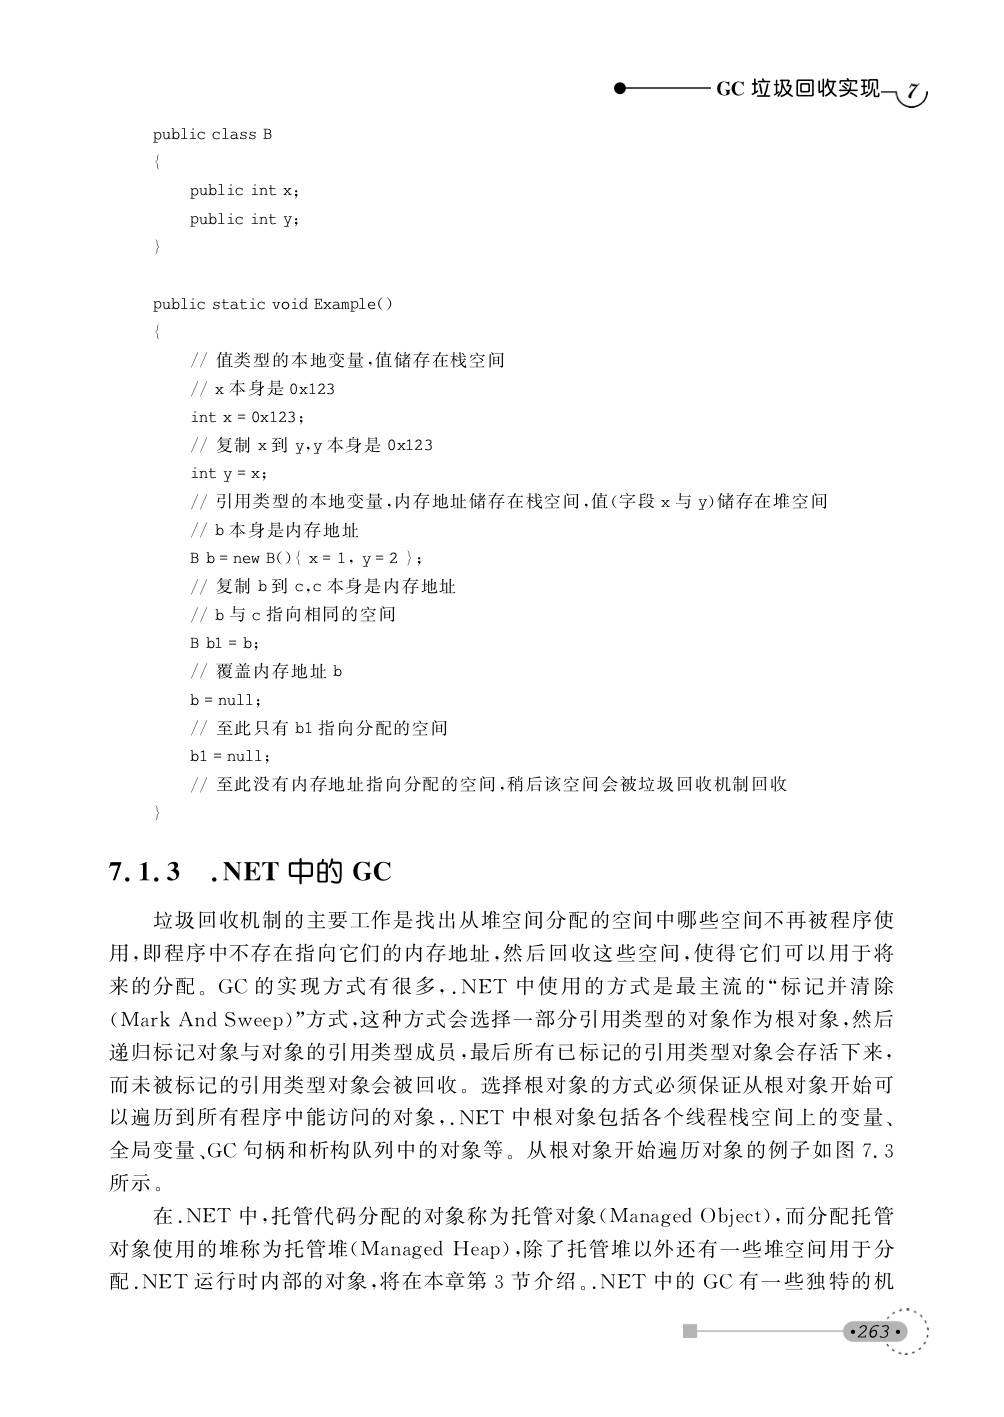 GC 垃圾回收实现 7
public class B
{
public int x;
public int y;
}
public static void Example()
{
// 值类型的本地变量,值储存在栈空间
// x 本身是 0x123
int x = 0x123;
// 复制 x 到 y,y 本身是 0x123
int y = x;
// 引用类型的本地变量,内存地址储存在栈空间,值(字段 x 与 y)储存在堆空间
// b 本身是内存地址
B b = new B(){ x = 1, y = 2 };
// 复制 b 到 c,c 本身是内存地址
// b 与 c 指向相同的空间
B b1 = b;
// 覆盖内存地址 b
b = null;
// 至此只有 b1 指向分配的空间
b1 = null;
// 至此没有内存地址指向分配的空间,稍后该空间会被垃圾回收机制回收
}
7.1.3 .NET 中的 GC
垃圾回收机制的主要工作是找出从堆空间分配的空间中哪些空间不再被程序使
用,即程序中不存在指向它们的内存地址,然后回收这些空间,使得它们可以用于将
来的分配。GC 的实现方式有很多,.NET 中使用的方式是最主流的“标记并清除
(Mark And Sweep)”方式,这种方式会选择一部分引用类型的对象作为根对象,然后
递归标记对象与对象的引用类型成员,最后所有已标记的引用类型对象会存活下来,
而未被标记的引用类型对象会被回收。选择根对象的方式必须保证从根对象开始可
以遍历到所有程序中能访问的对象,.NET 中根对象包括各个线程栈空间上的变量、
全局变量、GC 句柄和析构队列中的对象等。从根对象开始遍历对象的例子如图 7.3
所示。
在.NET 中,托管代码分配的对象称为托管对象(Managed Object),而分配托管
对象使用的堆称为托管堆(Managed Heap),除了托管堆以外还有一些堆空间用于分
配.NET 运行时内部的对象,将在本章第 3 节介绍。.NET 中的 GC 有一些独特的机
·263·